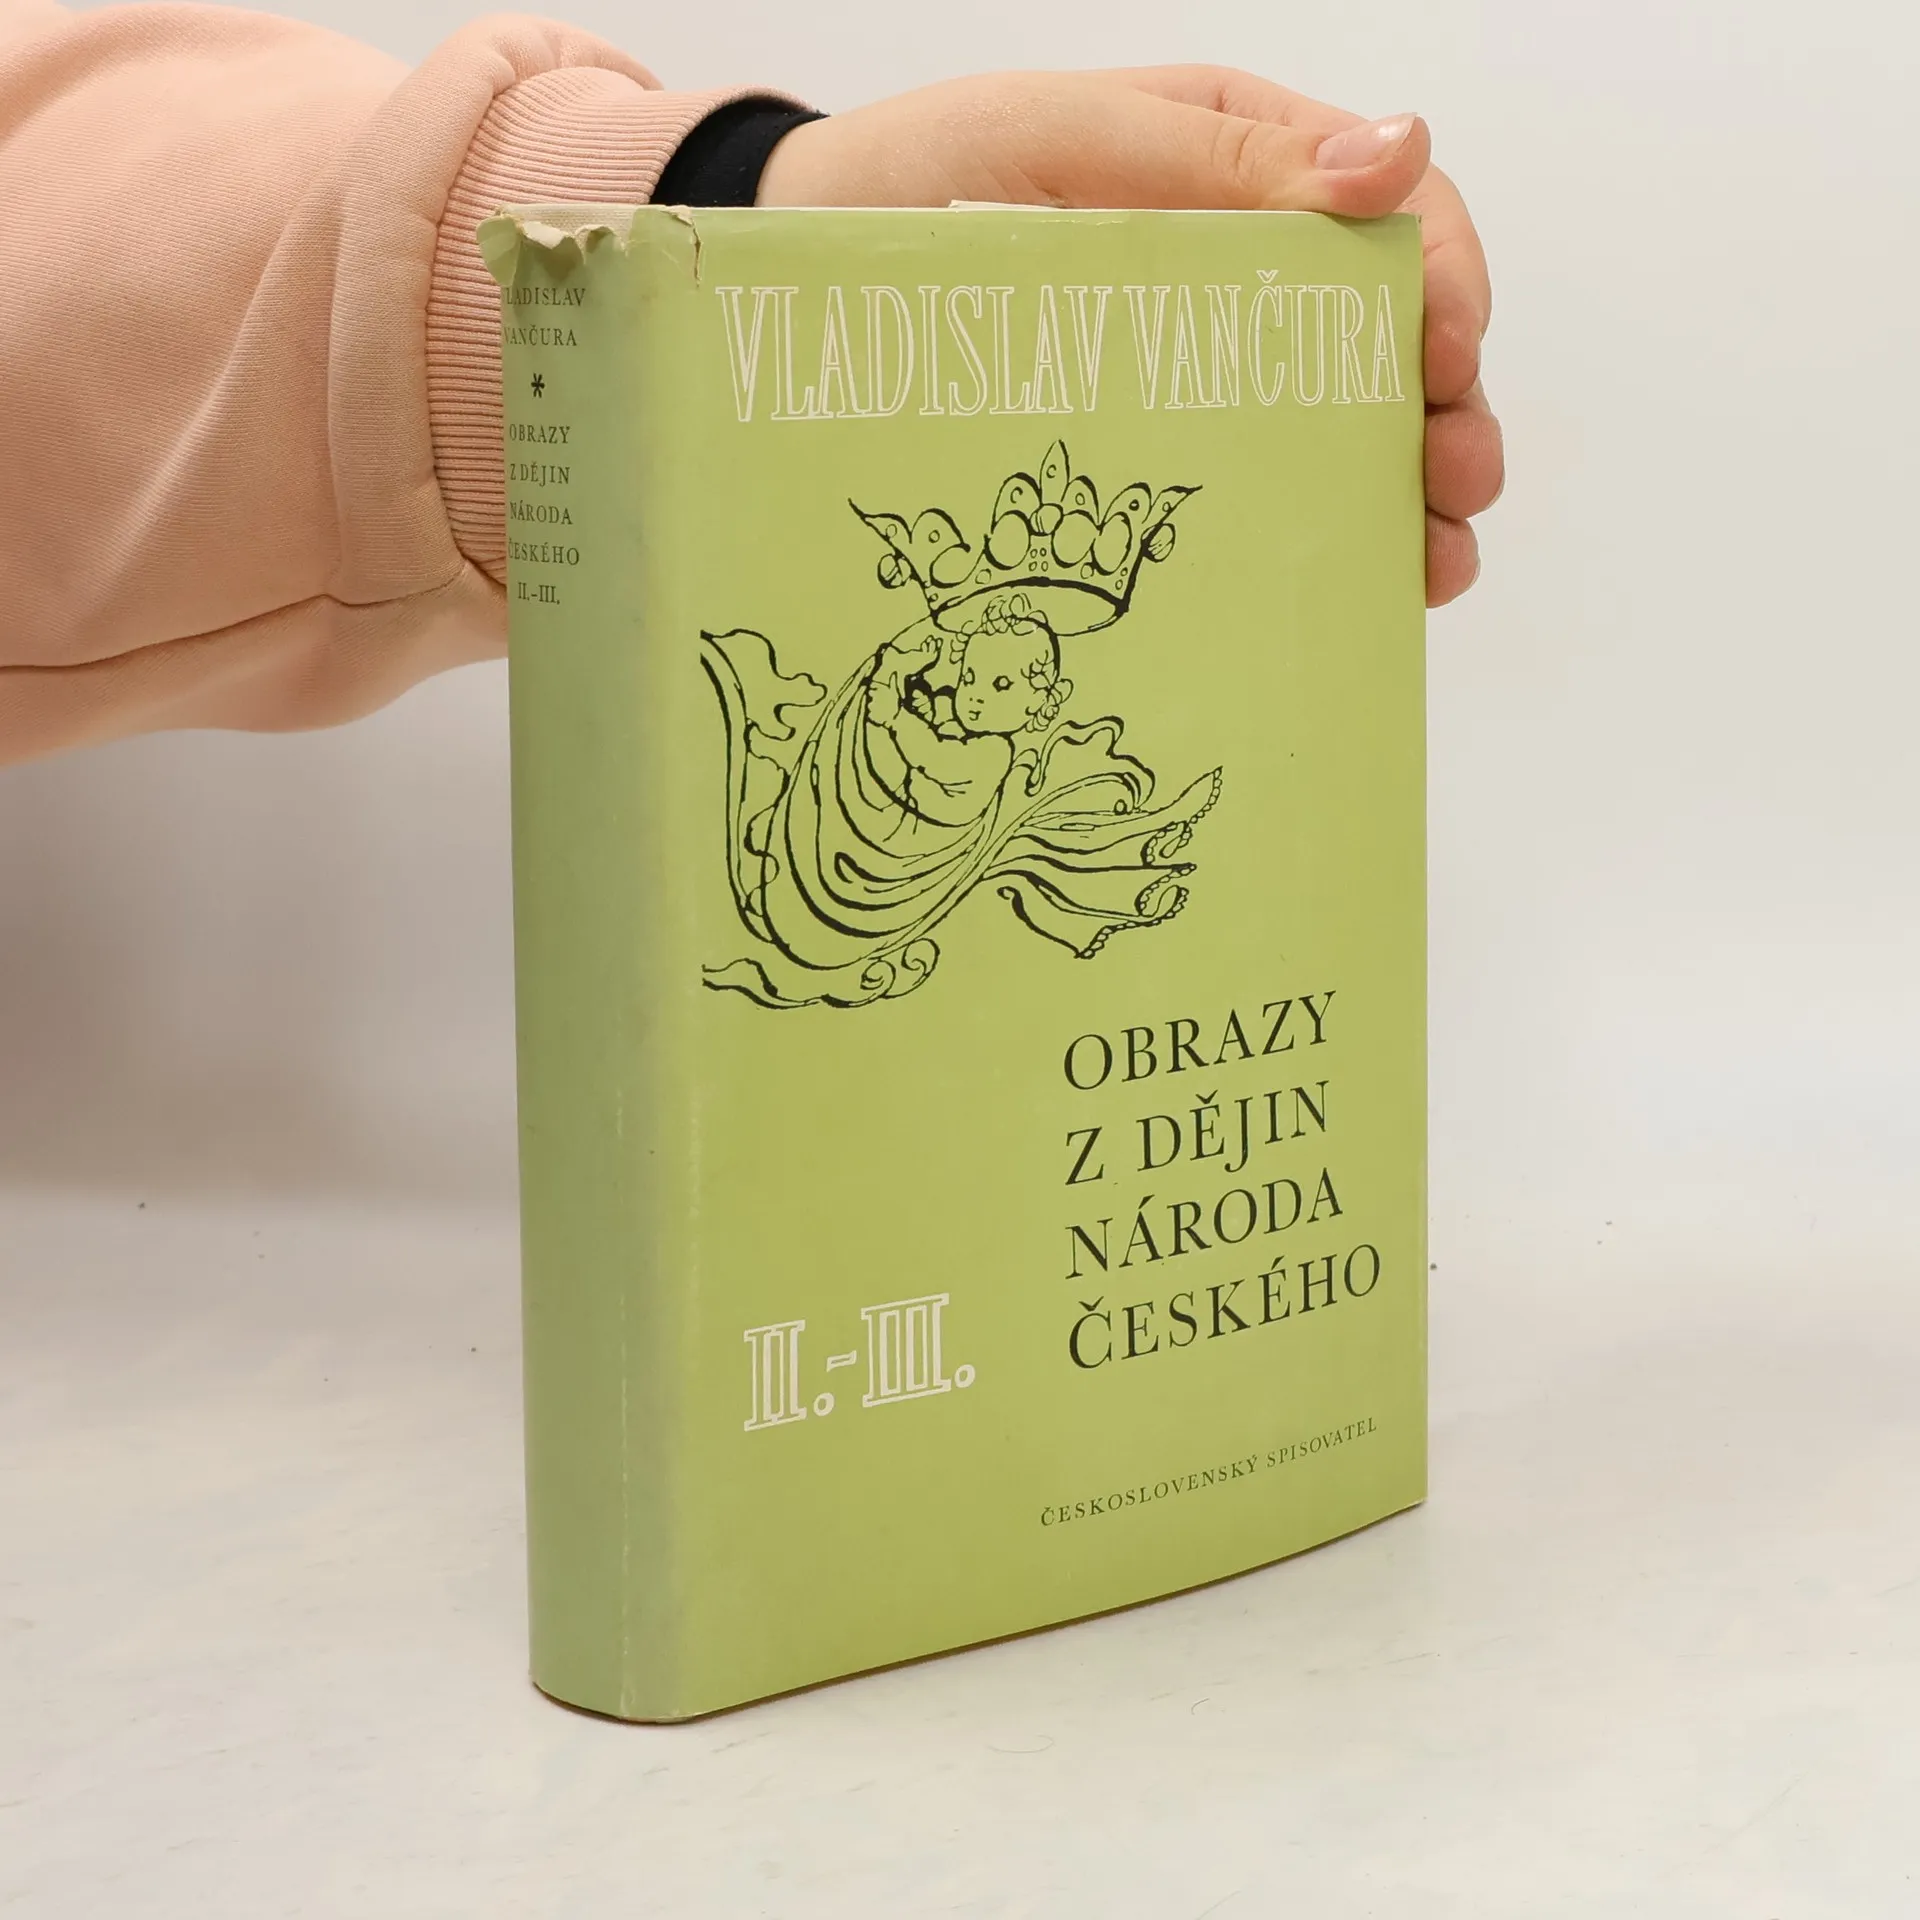 VLADISLAV
VANČURA
*
OBRAZY
Z DĚJIN
NÁRODA
ČESKÉHO
II.-III.
VLADISLAV VANČURA
OBRAZY
Z DĚJIN
NÁRODA
ČESKÉHO
II.-III.
ČESKOSLOVENSKÝ SPISOVATEL